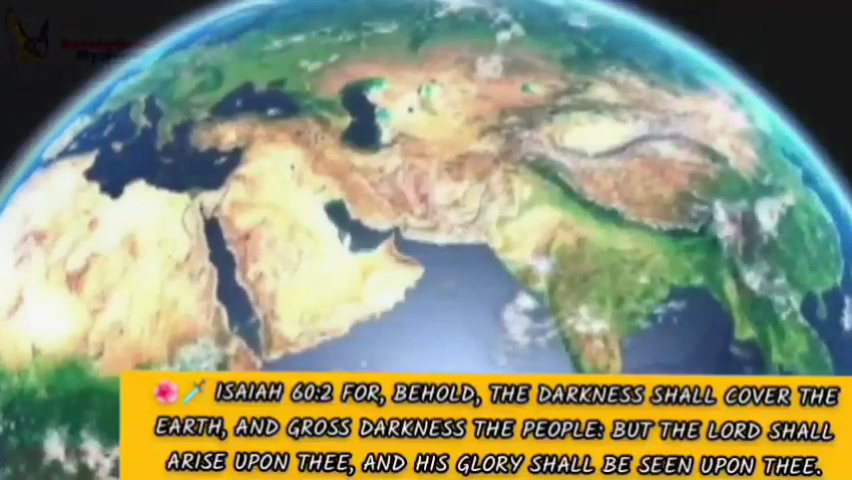 🌺🗡️ ISAIAH 60:2 FOR, BEHOLD, THE DARKNESS SHALL COVER THE
EARTH, AND GROSS DARKNESS THE PEOPLE: BUT THE LORD SHALL
ARISE UPON THEE, AND HIS GLORY SHALL BE SEEN UPON THEE.